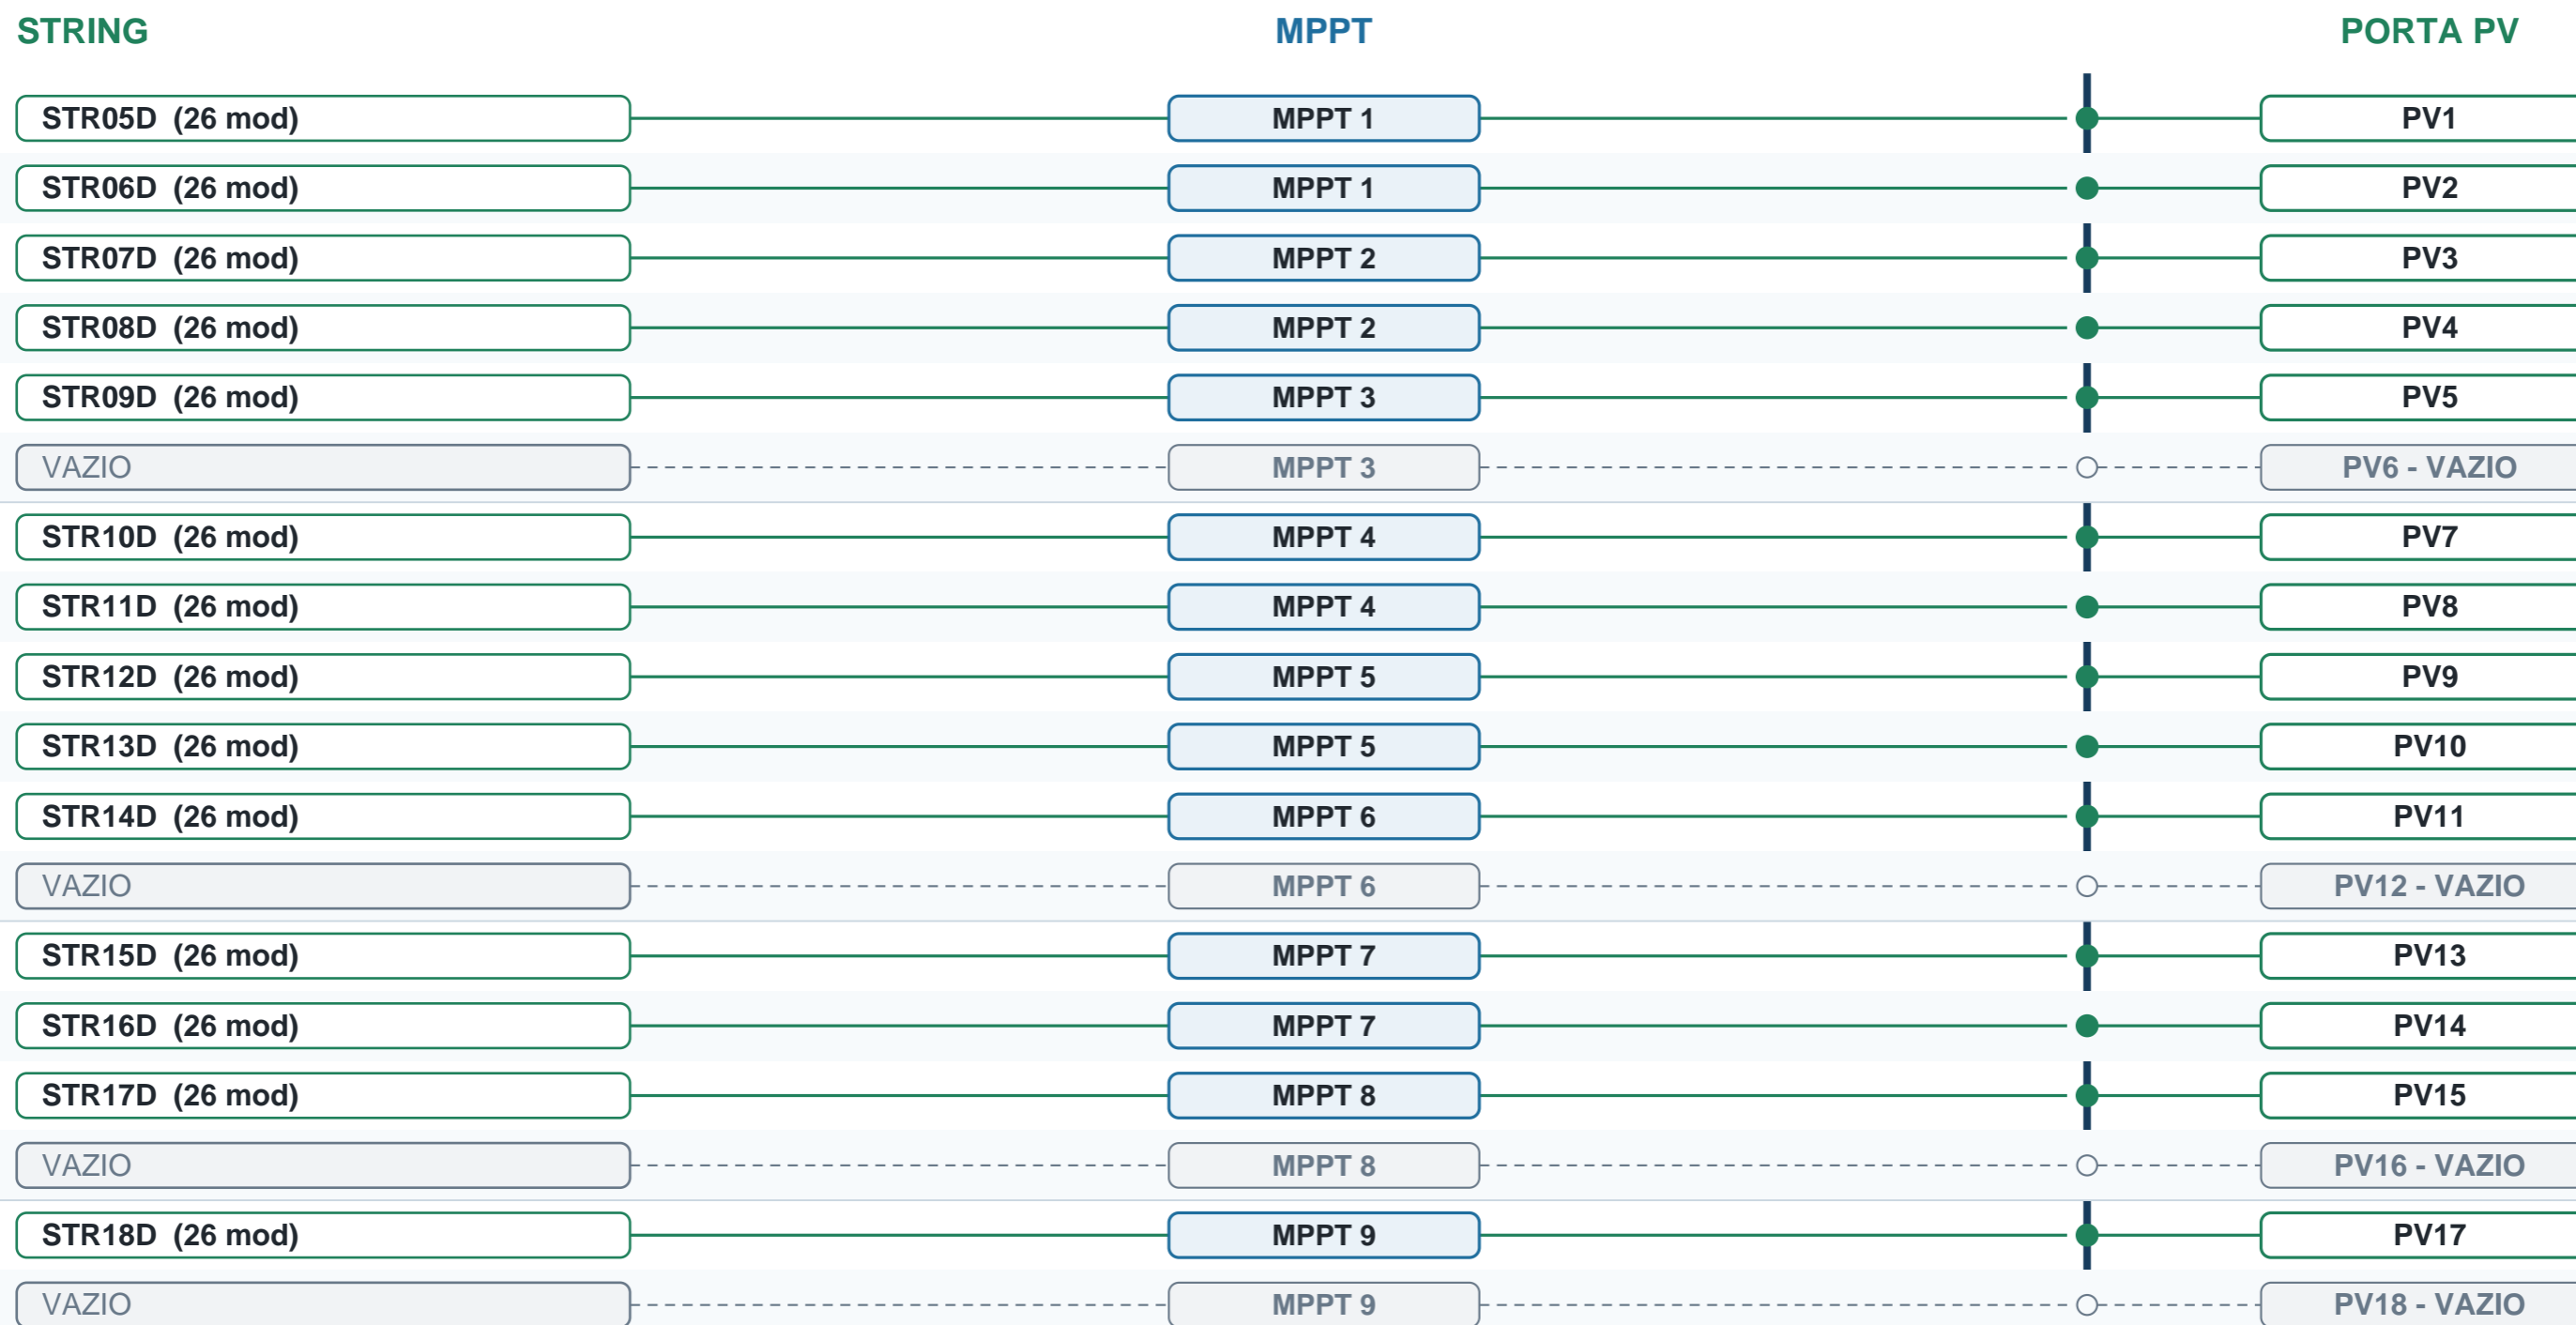 STRING MPPT PORTA PV
STR05D (26 mod) MPPT 1 PV1
STR06D (26 mod) MPPT 1 PV2
STR07D (26 mod) MPPT 2 PV3
STR08D (26 mod) MPPT 2 PV4
STR09D (26 mod) MPPT 3 PV5
VAZIO MPPT 3 PV6 - VAZIO
STR10D (26 mod) MPPT 4 PV7
STR11D (26 mod) MPPT 4 PV8
STR12D (26 mod) MPPT 5 PV9
STR13D (26 mod) MPPT 5 PV10
STR14D (26 mod) MPPT 6 PV11
VAZIO MPPT 6 PV12 - VAZIO
STR15D (26 mod) MPPT 7 PV13
STR16D (26 mod) MPPT 7 PV14
STR17D (26 mod) MPPT 8 PV15
VAZIO MPPT 8 PV16 - VAZIO
STR18D (26 mod) MPPT 9 PV17
VAZIO MPPT 9 PV18 - VAZIO